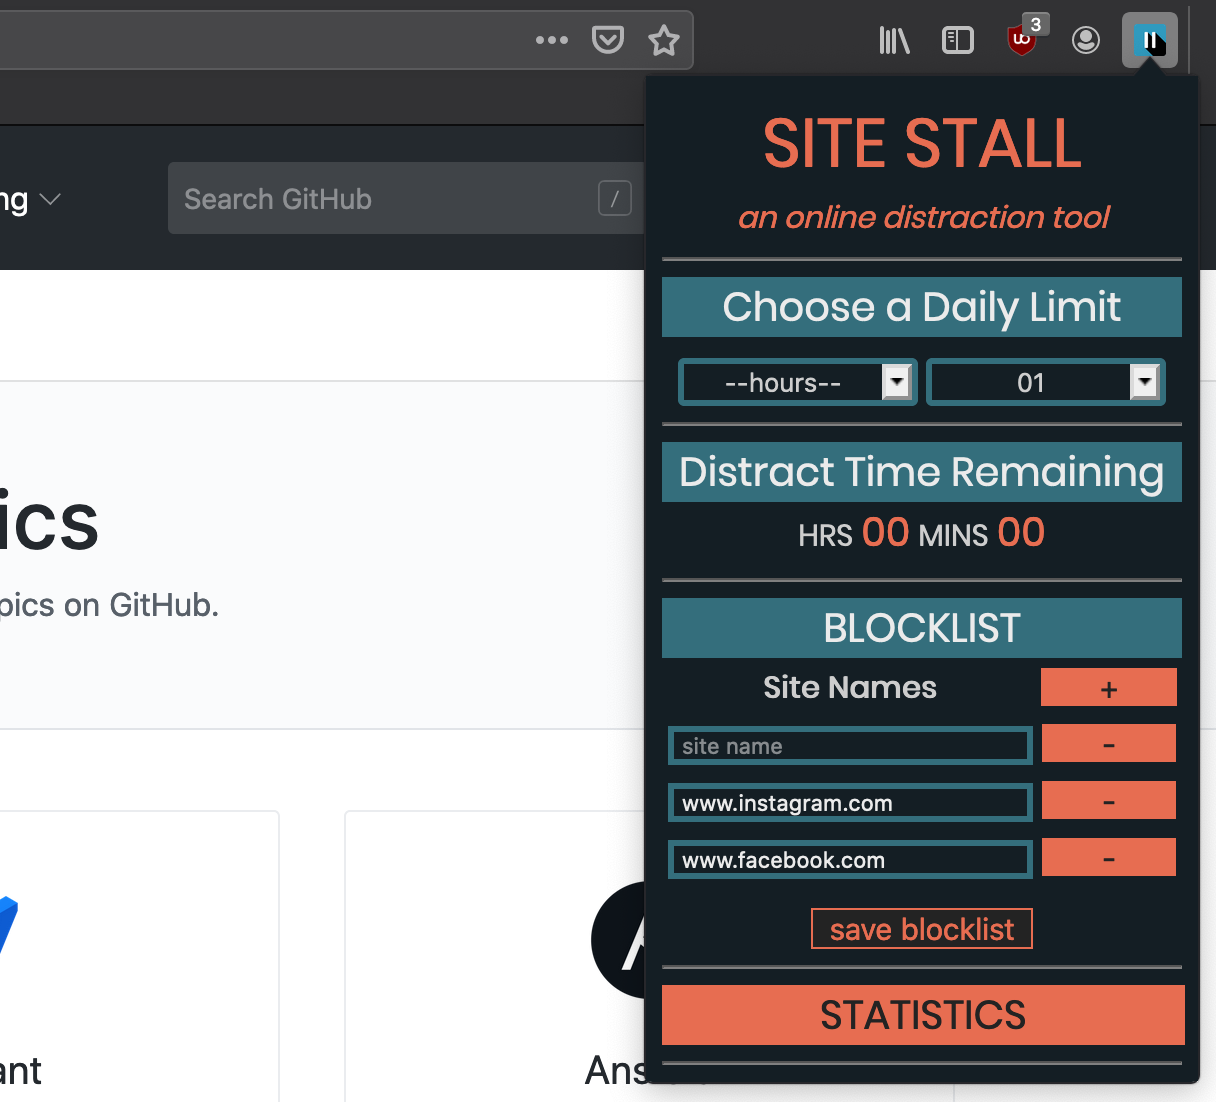 3
SITE STALL
ng
Search GitHub /
an online distraction tool
Choose a Daily Limit
--hours-- 01
Distract Time Remaining
HRS 00 MINS 00
ics
pics on GitHub.
BLOCKLIST
Site Names +
site name -
www.instagram.com -
www.facebook.com -
save blocklist
STATISTICS
ant
Ans